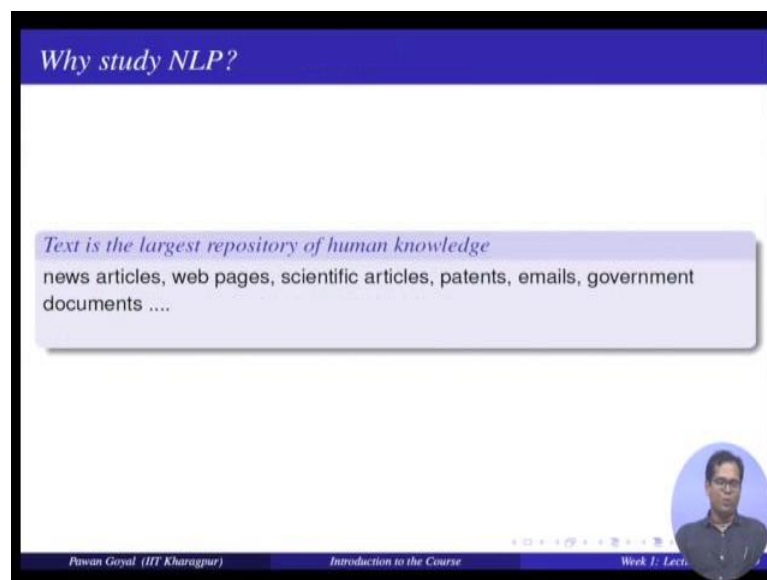 Why study NLP?
Text is the largest repository of human knowledge
news articles, web pages, scientific articles, patents, emails, government
documents ....
Pawan Goyal (IIT Kharagpur)
Introduction to the Course
Week 1: